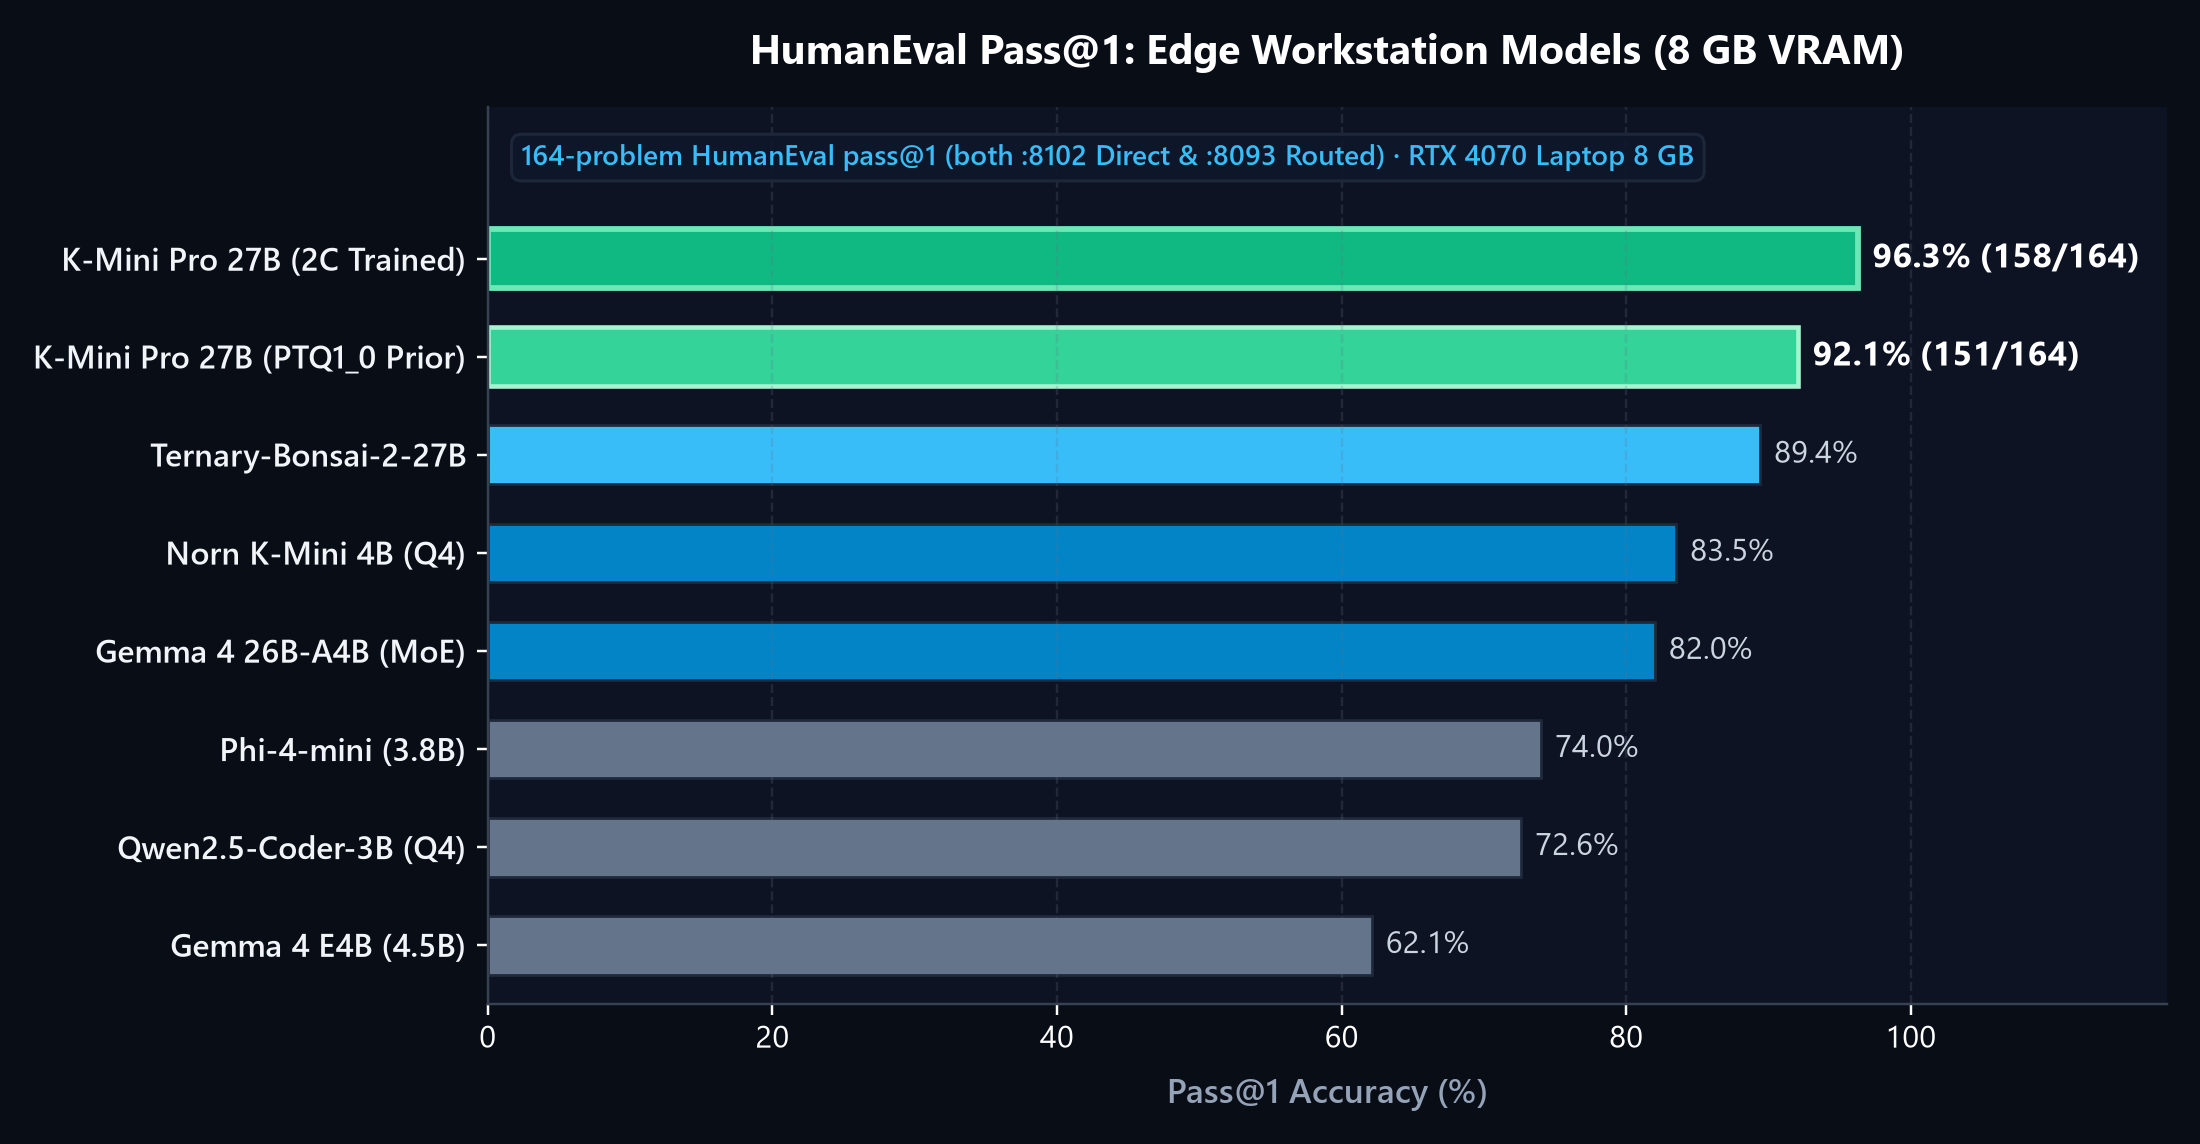 HumanEval Pass@1: Edge Workstation Models (8 GB VRAM)
164-problem HumanEval pass@1 (both :8102 Direct & :8093 Routed) · RTX 4070 Laptop 8 GB
K-Mini Pro 27B (2C Trained) 96.3% (158/164)
K-Mini Pro 27B (PTQ1_0 Prior) 92.1% (151/164)
Ternary-Bonsai-2-27B 89.4%
Norn K-Mini 4B (Q4) 83.5%
Gemma 4 26B-A4B (MoE) 82.0%
Phi-4-mini (3.8B) 74.0%
Qwen2.5-Coder-3B (Q4) 72.6%
Gemma 4 E4B (4.5B) 62.1%
0 20 40 60 80 100
Pass@1 Accuracy (%)